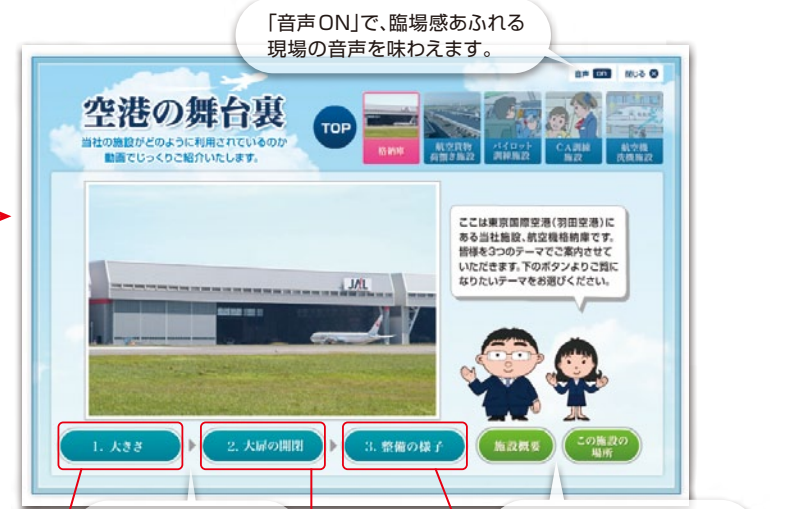 「音声ON」で、臨場感あふれる
現場の音声を味わえます。
音声 on 閉じる
空港の舞台裏
当社の施設がどのように利用されているのか
動画でじっくりご紹介いたします。
TOP
格納庫
航空貨物
荷捌き施設
パイロット
訓練施設
CA訓練
施設
航空機
洗機施設
JAL
ここは東京国際空港(羽田空港)に
ある当社施設、航空機格納庫です。
皆様を3つのテーマでご案内させて
いただきます。下のボタンよりご覧に
なりたいテーマをお選びください。
1. 大きさ
2. 大扉の開閉
3. 整備の様子
施設概要
この施設の
場所